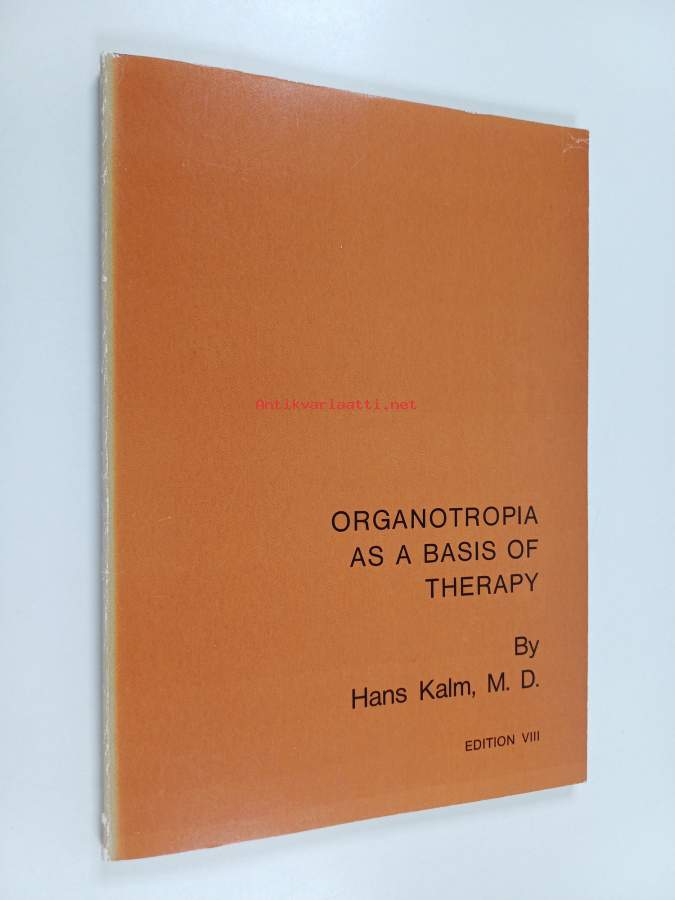 Antikvariaatti.net
ORGANOTROPIA
AS A BASIS OF
THERAPY
By
Hans Kalm, M. D.
EDITION VIII